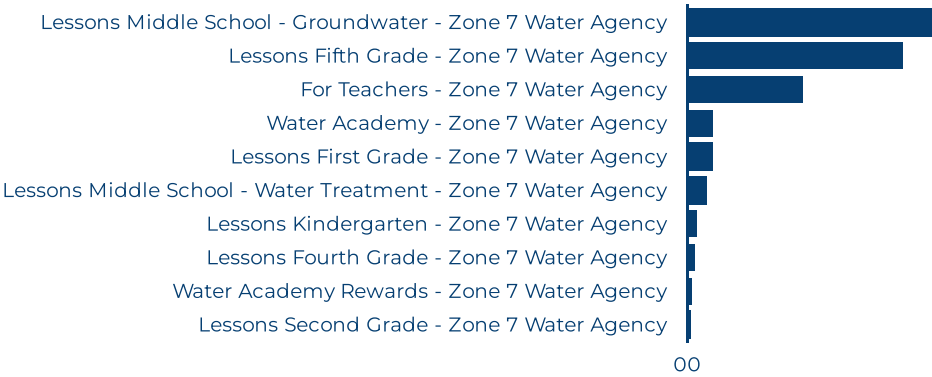 Lessons Middle School - Groundwater - Zone 7 Water Agency
Lessons Fifth Grade - Zone 7 Water Agency
For Teachers - Zone 7 Water Agency
Water Academy - Zone 7 Water Agency
Lessons First Grade - Zone 7 Water Agency
Lessons Middle School - Water Treatment - Zone 7 Water Agency
Lessons Kindergarten - Zone 7 Water Agency
Lessons Fourth Grade - Zone 7 Water Agency
Water Academy Rewards - Zone 7 Water Agency
Lessons Second Grade - Zone 7 Water Agency
00